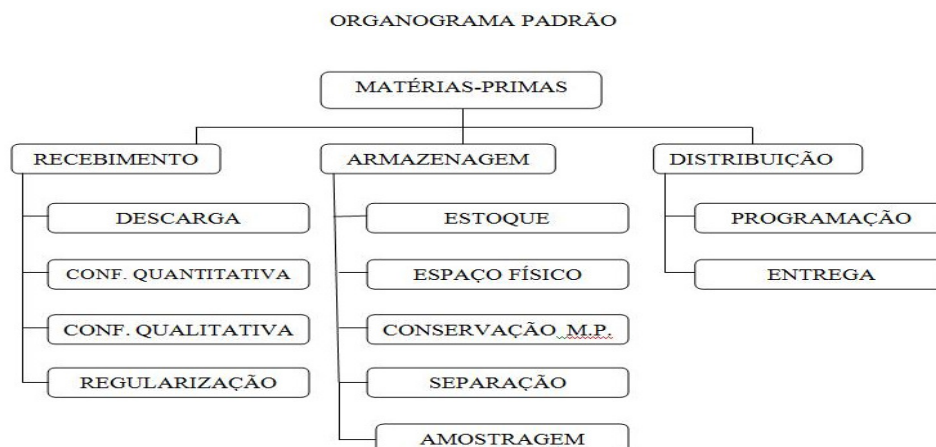 ORGANOGRAMA PADRÃO
MATÉRIAS-PRIMAS
RECEBIMENTO
DESCARGA
CONF. QUANTITATIVA
CONF. QUALITATIVA
REGULARIZAÇÃO
ARMAZENAGEM
ESTOQUE
ESPAÇO FÍSICO
CONSERVAÇÃO M.P.
SEPARAÇÃO
AMOSTRAGEM
DISTRIBUIÇÃO
PROGRAMAÇÃO
ENTREGA